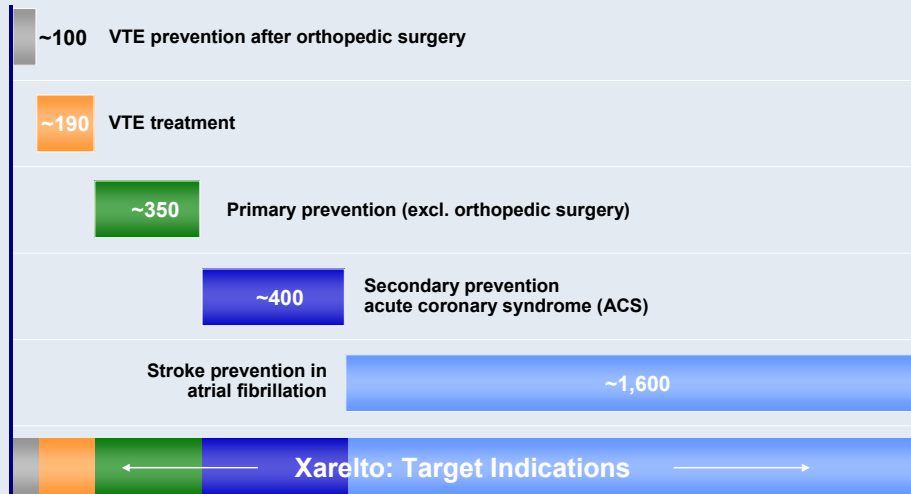 ~100 VTE prevention after orthopedic surgery
~190 VTE treatment
~350 Primary prevention (excl. orthopedic surgery)
~400 Secondary prevention
acute coronary syndrome (ACS)
Stroke prevention in
atrial fibrillation
~1,600
Xarelto: Target Indications